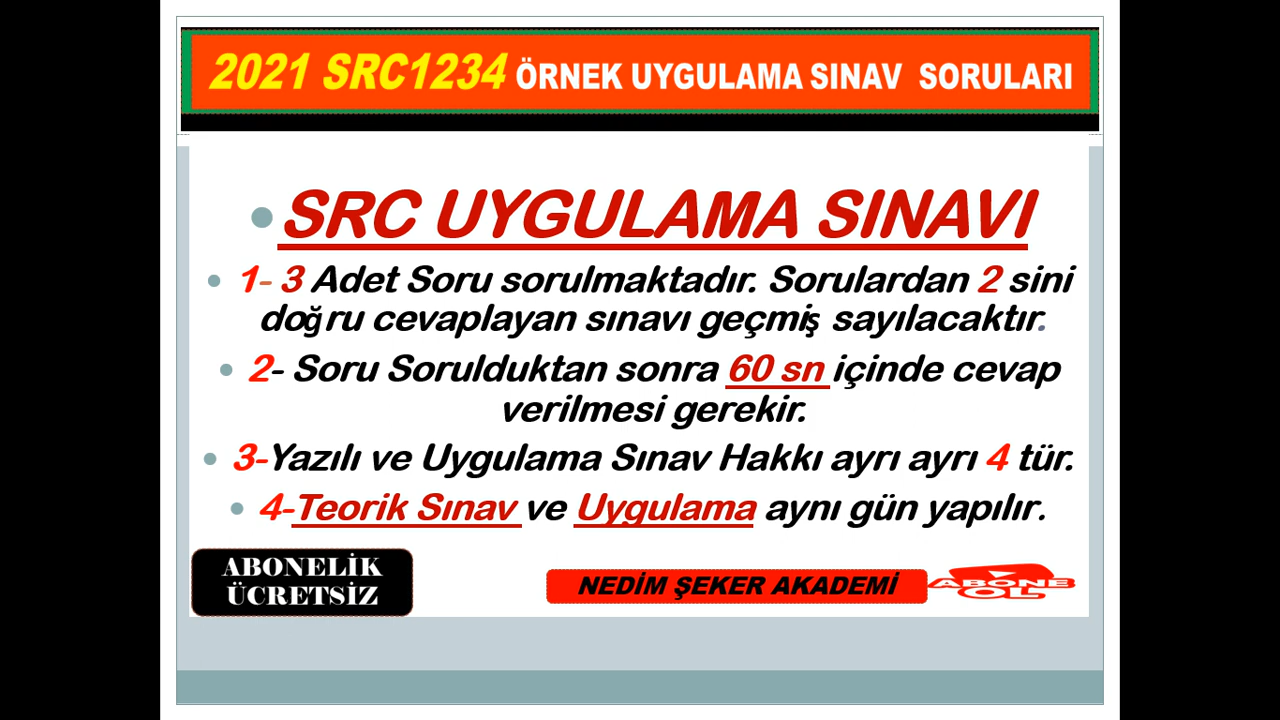 2021 SRC1234 ÖRNEK UYGULAMA SINAV SORULARI
SRC UYGULAMA SINAVI
1- 3 Adet Soru sorulmaktadır. Sorulardan 2 sini
doğru cevaplayan sınavı geçmiş sayılacaktır.
2- Soru Sorulduktan sonra 60 sn içinde cevap
verilmesi gerekir.
3-Yazılı ve Uygulama Sınav Hakkı ayrı ayrı 4 tür.
4-Teorik Sınav ve Uygulama aynı gün yapılır.
ABONELİK
ÜCRETSİZ
NEDİM ŞEKER AKADEMİ
ABONE
OL